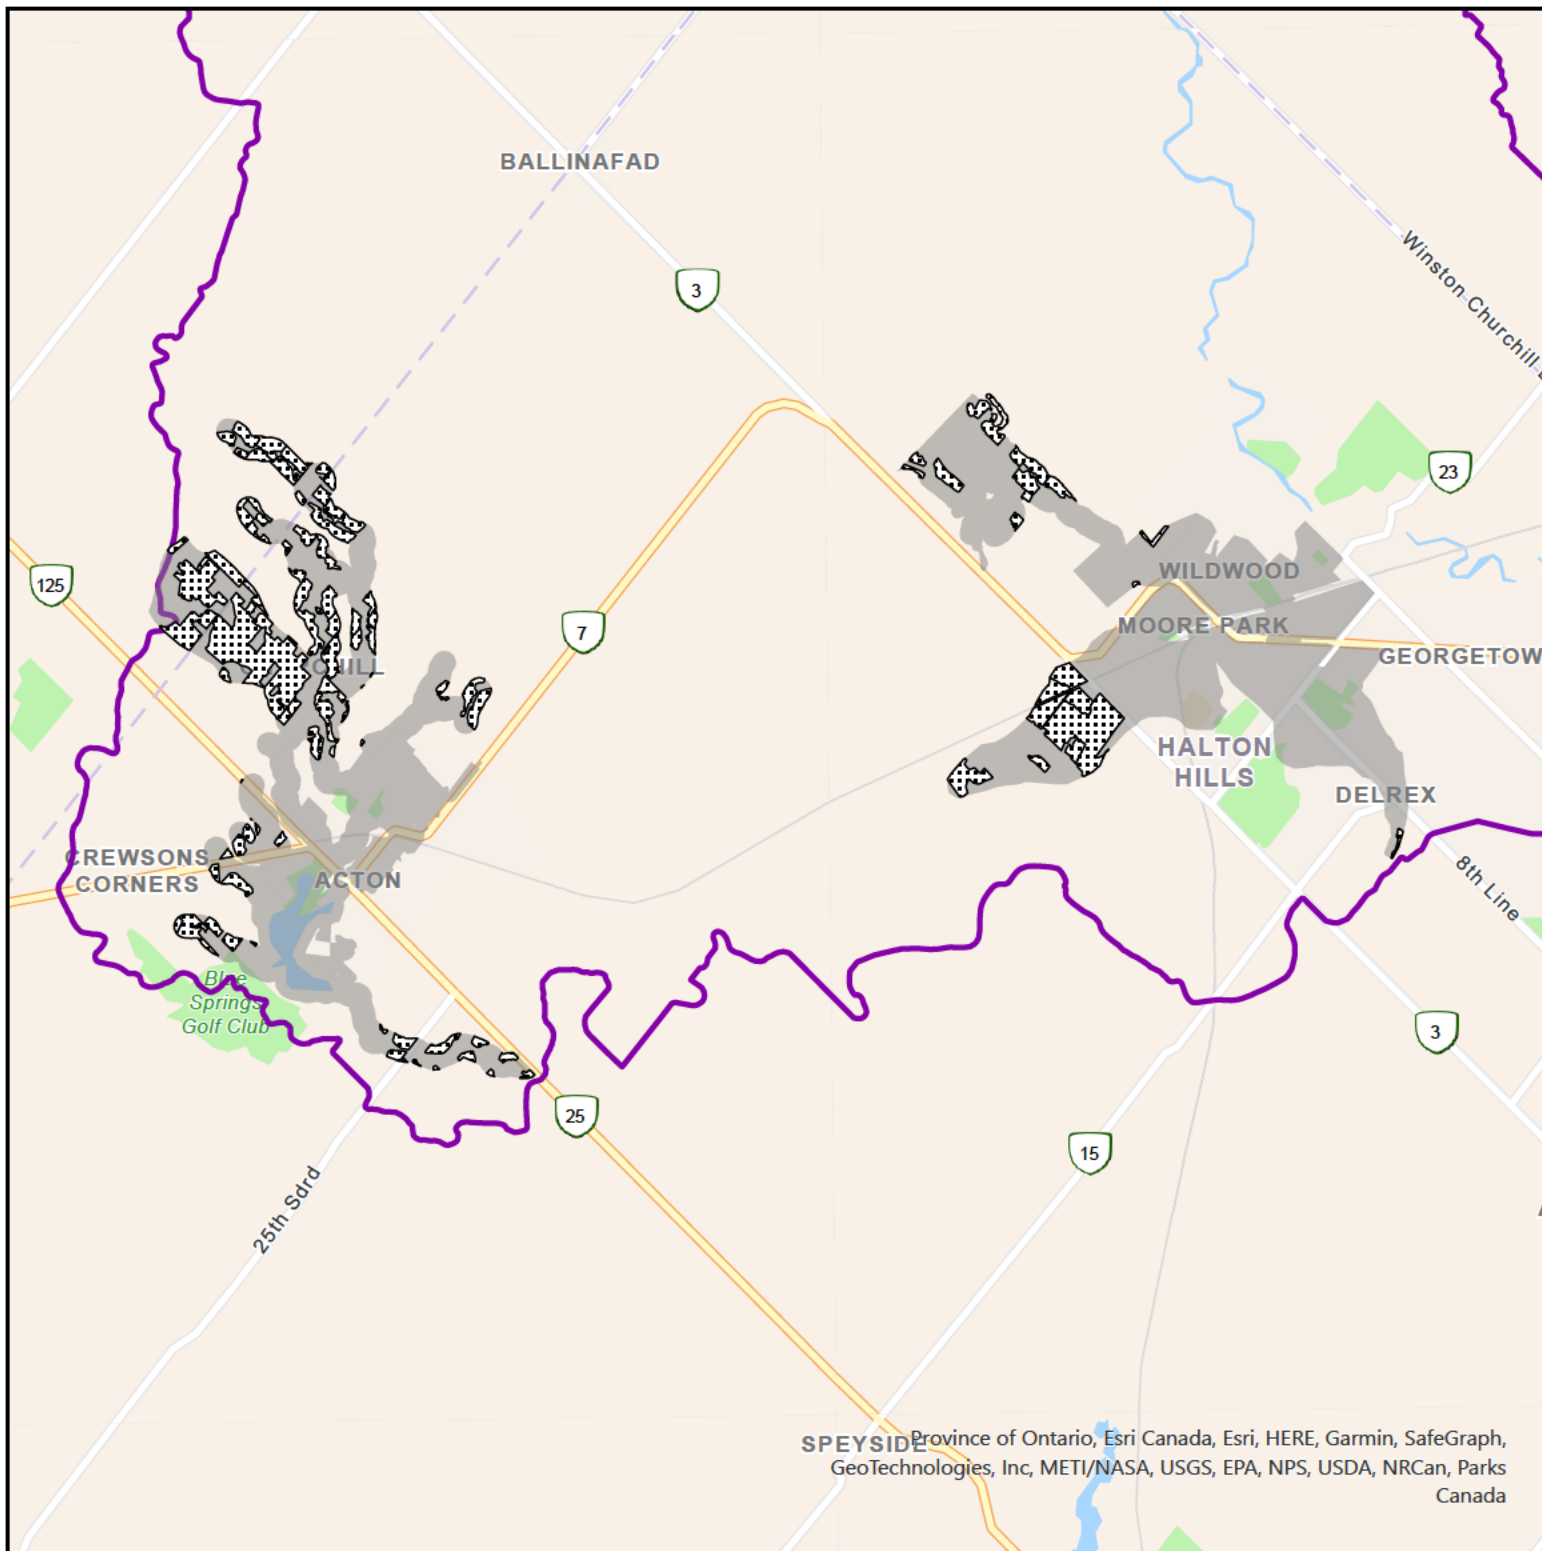 BALLINAFAD
3
Winston Churchill
23
125
WILDWOOD
7
MOORE PARK
GEORGETOW
HILL
HALTON
HILLS
DELREX
CREWSONS
CORNERS
ACTON
8th Line
Blue
Springs
Golf Club
3
25
15
25th Sdrd
SPEYSIDE
Province of Ontario, Esri Canada, Esri, HERE, Garmin, SafeGraph,
GeoTechnologies, Inc, METI/NASA, USGS, EPA, NPS, USDA, NRCan, Parks
Canada